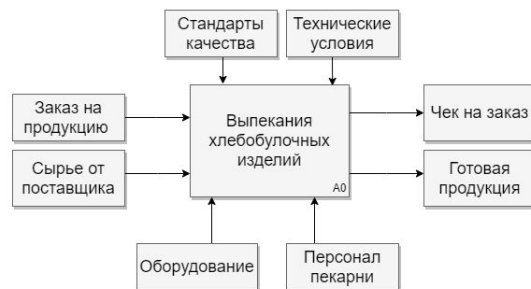 Стандарты
качества
Технические
условия
Заказ на
продукцию
Выпекания
хлебобулочных
изделий
A0
Чек на заказ
Сырье от
поставщика
Готовая
продукция
Оборудование
Персонал
пекарни